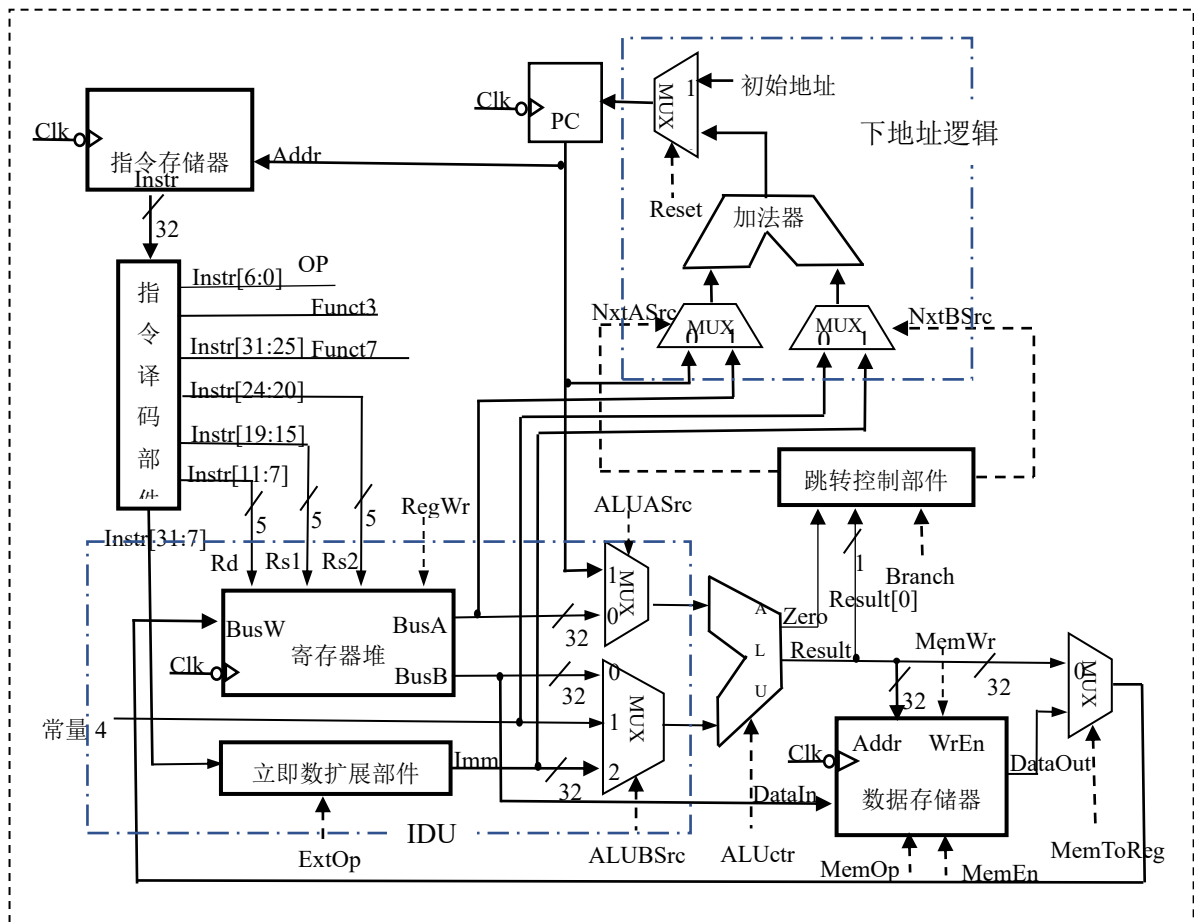 初始地址
1
MUX
Clk
PC
下地址逻辑
Clk
指令存储器
Addr
Instr
32
Reset
加法器
Instr[6:0]
OP
Funct3
Instr[31:25]
Funct7
Instr[24:20]
Instr[19:15]
Instr[11:7]
指
令
译
码
部
件
NxtASrc
MUX
0
1
MUX
0
1
NxtBSrc
跳转控制部件
5
5
5
RegWr
ALUASrc
Instr[31:7]
Rd
Rs1
Rs2
1
MUX
0
1
Branch
Result[0]
BusW
BusA
寄存器堆
BusB
Clk
32
32
A
L
U
Zero
Result
MemWr
32
32
0
MUX
常量 4
0
1
MUX
2
立即数扩展部件
Imm
32
Clk
Addr
WrEn
DataOut
数据存储器
DataIn
IDU
ExtOp
ALUBSrc
ALUctr
MemOp
MemEn
MemToReg